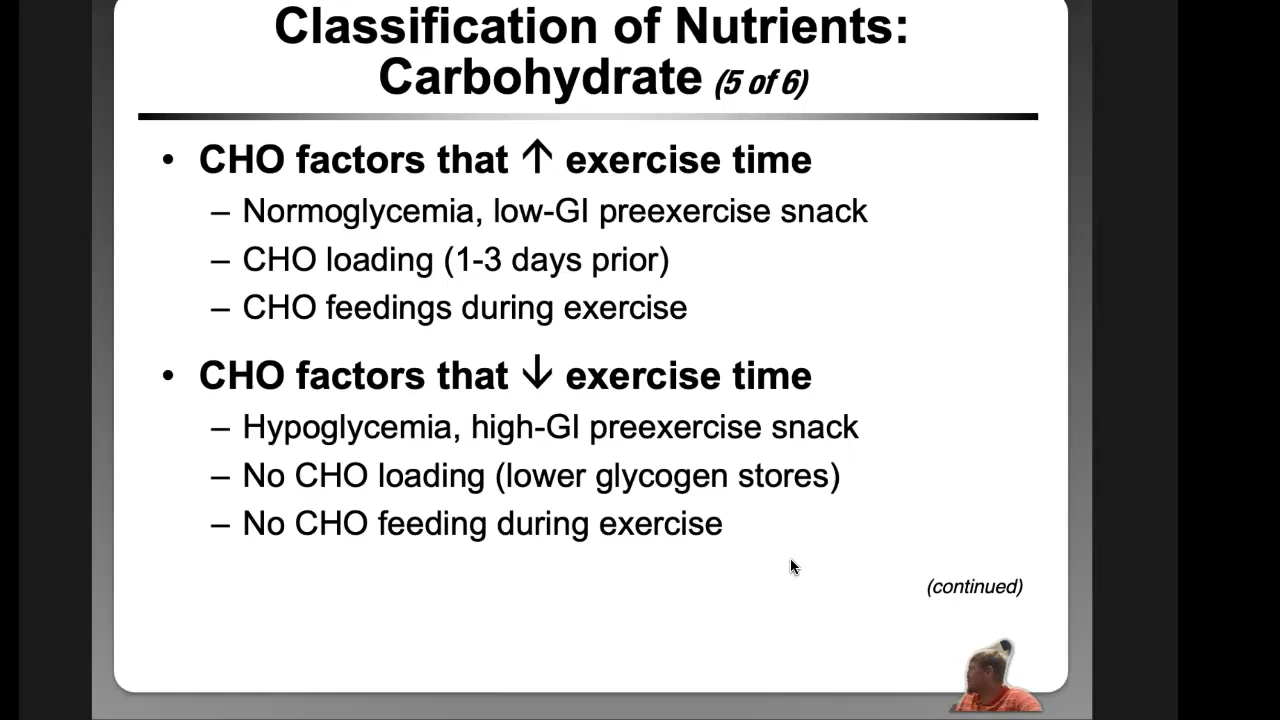 Classification of Nutrients:
Carbohydrate (5 of 6)
• CHO factors that ↑ exercise time
– Normoglycemia, low-GI preexercise snack
– CHO loading (1-3 days prior)
– CHO feedings during exercise
• CHO factors that ↓ exercise time
– Hypoglycemia, high-GI preexercise snack
– No CHO loading (lower glycogen stores)
– No CHO feeding during exercise
(continued)